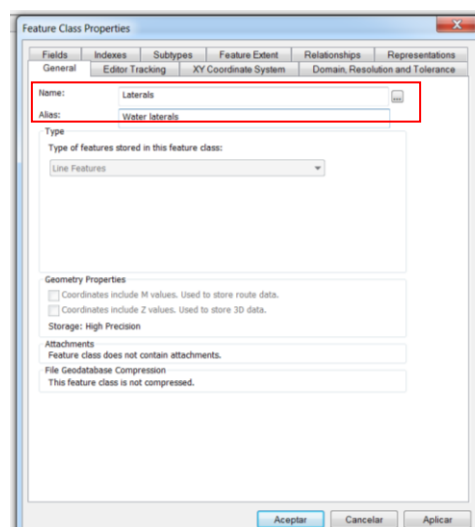 Feature Class Properties
Fields Indexes Subtypes Feature Extent Relationships Representations
General Editor Tracking XY Coordinate System Domain, Resolution and Tolerance
Name: Laterals ...
Alias: Water laterals
Type
Type of features stored in this feature class:
Line Features
Geometry Properties
Coordinates include M values. Used to store route data.
Coordinates include Z values. Used to store 3D data.
Storage: High Precision
Attachments
Feature class does not contain attachments.
File Geodatabase Compression
This feature class is not compressed.
Aceptar Cancelar Aplicar